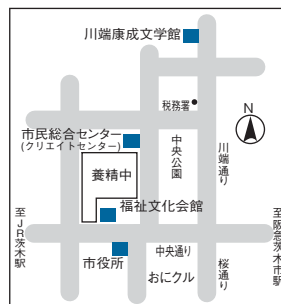 川端康成文学館
税務署
N
市民総合センター
(クリエイトセンター)
中央公園
川端通り
養精中
福祉文化会館
至JR茨木駅
至阪急茨木市駅
市役所
中央通り
おにクル
桜通り